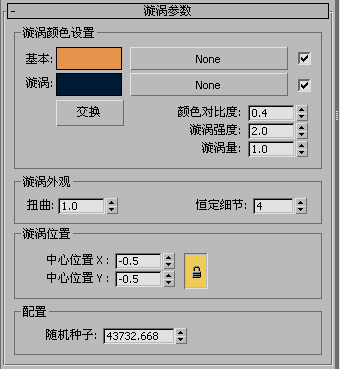 - 漩涡参数
漩涡颜色设置
基本: None
漩涡: None
交换
颜色对比度: 0.4
漩涡强度: 2.0
漩涡量: 1.0
漩涡外观
扭曲: 1.0 恒定细节: 4
漩涡位置
中心位置 X: -0.5
中心位置 Y: -0.5
配置
随机种子: 43732.668